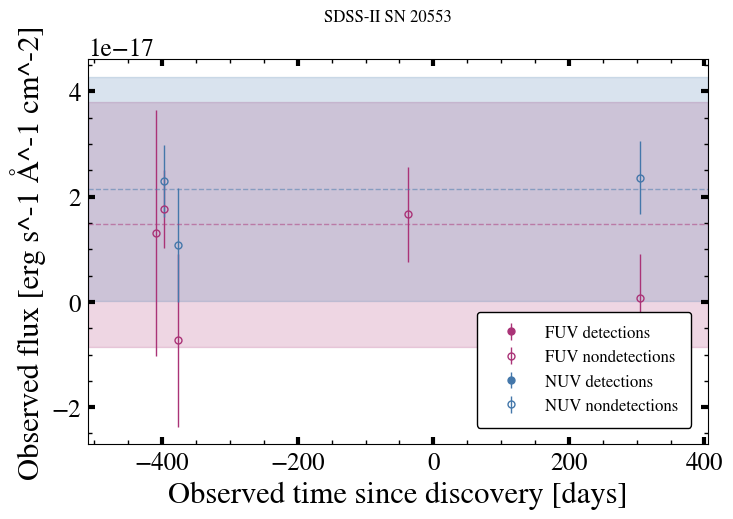 SDSS-II SN 20553
1e−17
Observed flux [erg s^-1 Å^-1 cm^-2]
4
2
0
−2
−400
−200
0
200
400
Observed time since discovery [days]
FUV detections
FUV nondetections
NUV detections
NUV nondetections